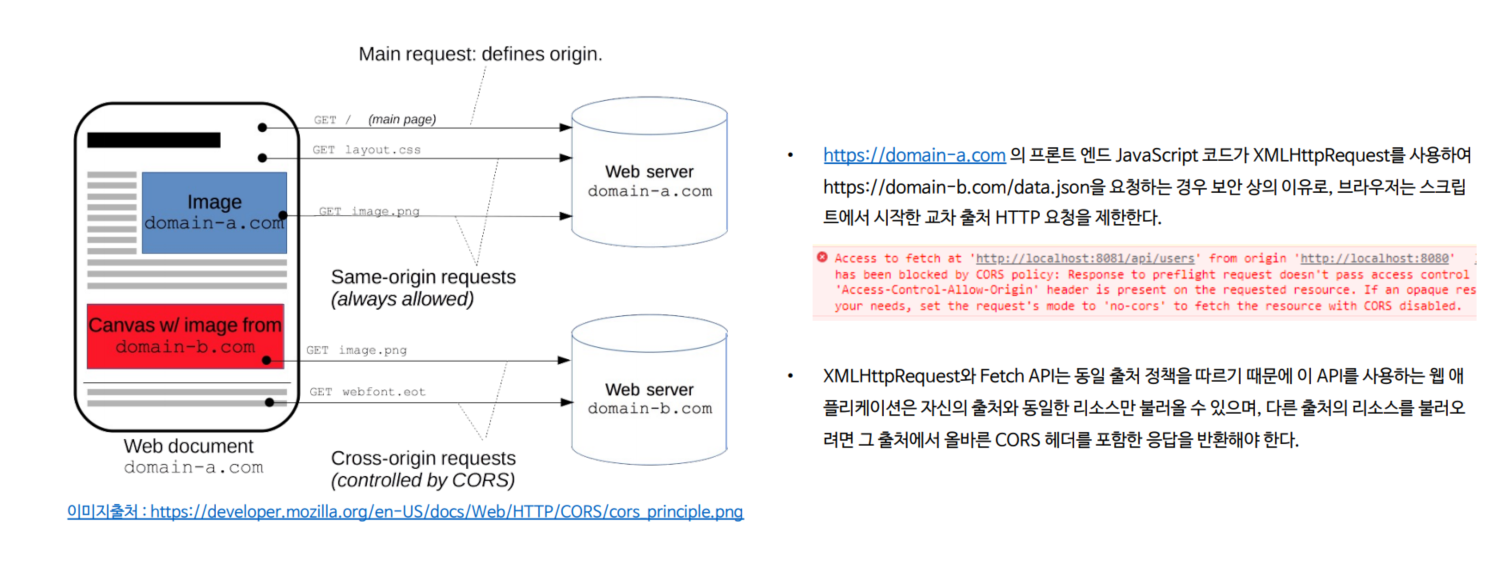 Main request: defines origin.
GET / (main page)
GET layout.css
Web server
domain-a.com
Image
domain-a.com
GET image.png
Same-origin requests
(always allowed)
Canvas w/ image from
domain-b.com
GET image.png
GET webfont.eot
Web server
domain-b.com
Web document
domain-a.com
Cross-origin requests
(controlled by CORS)
이미지출처 : https://developer.mozilla.org/en-US/docs/Web/HTTP/CORS/cors_principle.png
• https://domain-a.com 의 프론트 엔드 JavaScript 코드가 XMLHttpRequest를 사용하여
https://domain-b.com/data.json을 요청하는 경우 보안 상의 이유로, 브라우저는 스크립
트에서 시작한 교차 출처 HTTP 요청을 제한한다.
Access to fetch at 'http://localhost:8081/api/users' from origin 'http://localhost:8080'
has been blocked by CORS policy: Response to preflight request doesn't pass access control
'Access-Control-Allow-Origin' header is present on the requested resource. If an opaque res
your needs, set the request's mode to 'no-cors' to fetch the resource with CORS disabled.
• XMLHttpRequest와 Fetch API는 동일 출처 정책을 따르기 때문에 이 API를 사용하는 웹 애
플리케이션은 자신의 출처와 동일한 리소스만 불러올 수 있으며, 다른 출처의 리소스를 불러오
려면 그 출처에서 올바른 CORS 헤더를 포함한 응답을 반환해야 한다.